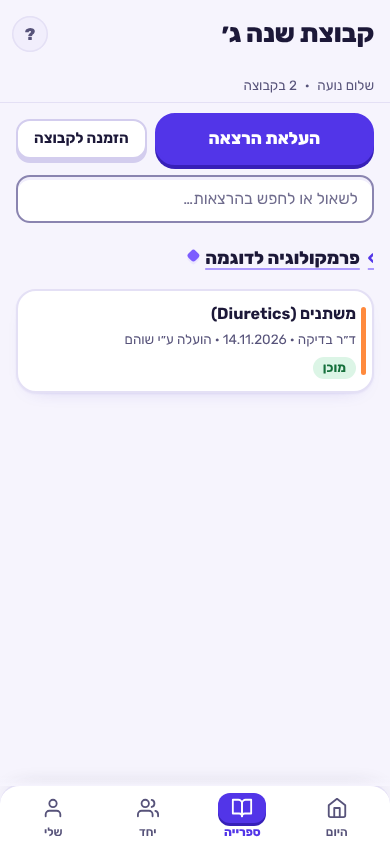 קבוצת שנה ג׳
?
שלום נועה • 2 בקבוצה
העלאת הרצאה
הזמנה לקבוצה
לשאול או לחפש בהרצאות...
פרמקולוגיה לדוגמה
משתנים (Diuretics)
ד״ר בדיקה • 14.11.2026 • הועלה ע״י שוהם
מוכן
היום
ספרייה
יחד
שלי